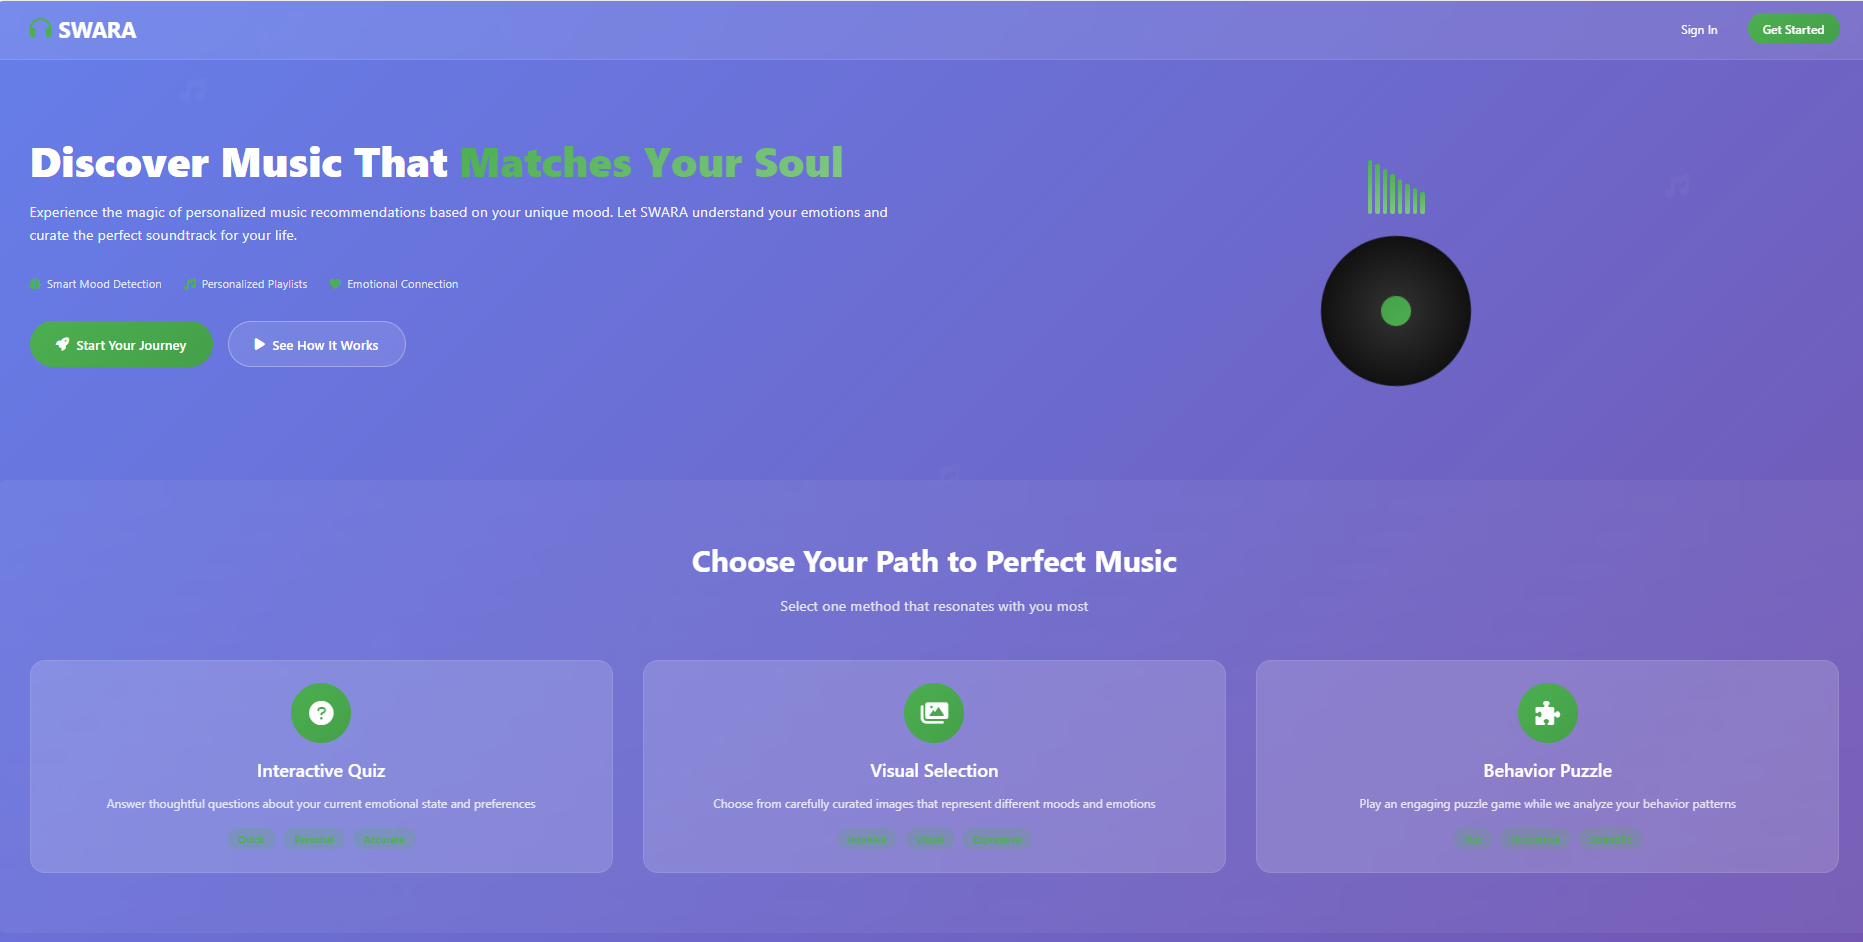 SWARA
Sign In
Get Started
Discover Music That Matches Your Soul
Experience the magic of personalized music recommendations based on your unique mood. Let SWARA understand your emotions and
curate the perfect soundtrack for your life.
Smart Mood Detection
Personalized Playlists
Emotional Connection
Start Your Journey
See How It Works
Choose Your Path to Perfect Music
Select one method that resonates with you most
Interactive Quiz
Visual Selection
Behavior Puzzle
Answer thoughtful questions about your current emotional state and preferences
Choose from carefully curated images that represent different moods and emotions
Play an engaging puzzle game while we analyze your behavior patterns
Quick
Personal
Accurate
Intuitive
Visual
Expressive